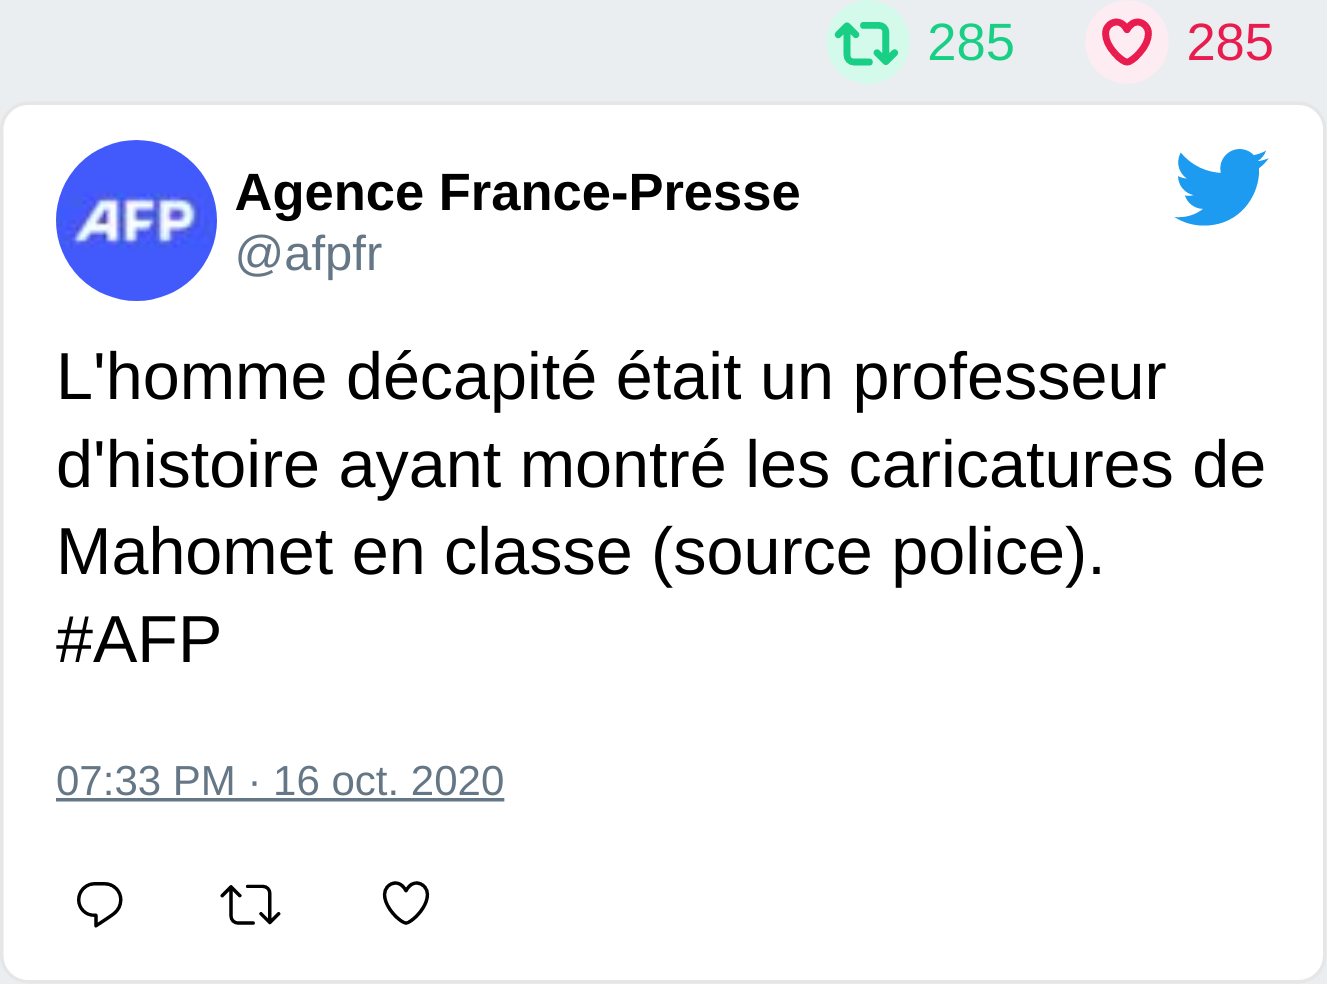 285 285
AFP
Agence France-Presse
@afpfr
L'homme décapité était un professeur
d'histoire ayant montré les caricatures de
Mahomet en classe (source police).
#AFP
07:33 PM · 16 oct. 2020